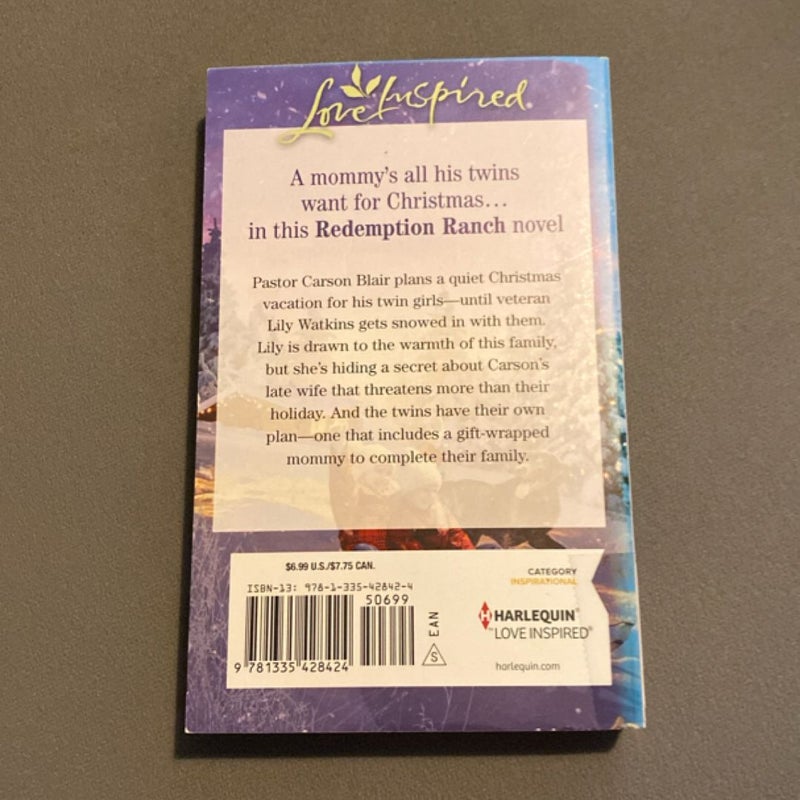 Love Inspired®
A mommy's all his twins
want for Christmas...
in this Redemption Ranch novel
Pastor Carson Blair plans a quiet Christmas
vacation for his twin girls—until veteran
Lily Watkins gets snowed in with them.
Lily is drawn to the warmth of this family,
but she's hiding a secret about Carson's
late wife that threatens more than their
holiday. And the twins have their own
plan—one that includes a gift-wrapped
mommy to complete their family.
$6.99 U.S./$7.75 CAN.
ISBN-13: 978-1-335-42842-4
50699
EAN
S
9 781335 428424
CATEGORY
INSPIRATIONAL
HARLEQUIN®
™LOVE INSPIRED®
harlequin.com